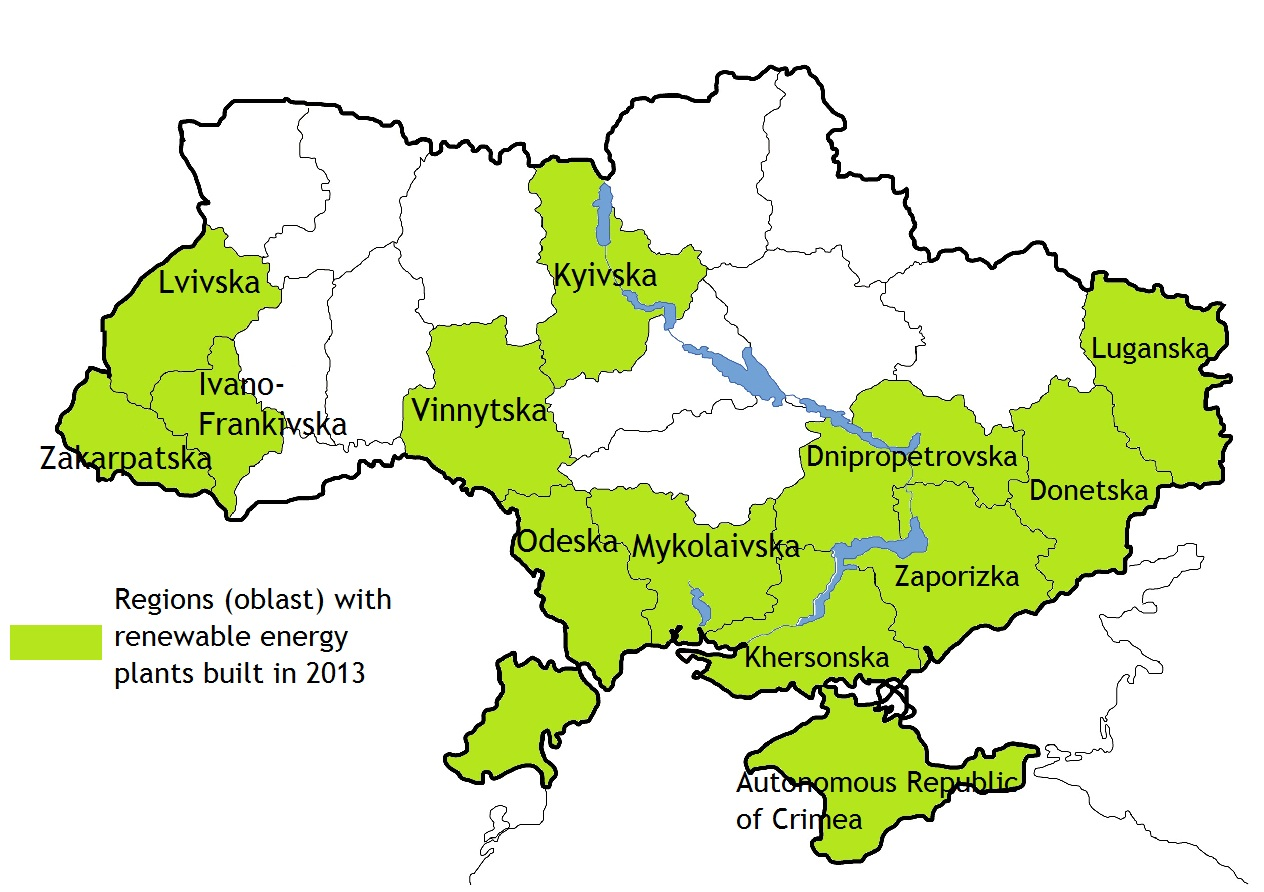 Lvivska
Kyivska
Luganska
Ivano-
Frankivska
Vinnytska
Zakarpatska
Dnipropetrovska
Donetska
Odeska
Mykolaivska
Zaporizka
Regions (oblast) with
renewable energy
plants built in 2013
Khersonska
Autonomous Republic
of Crimea